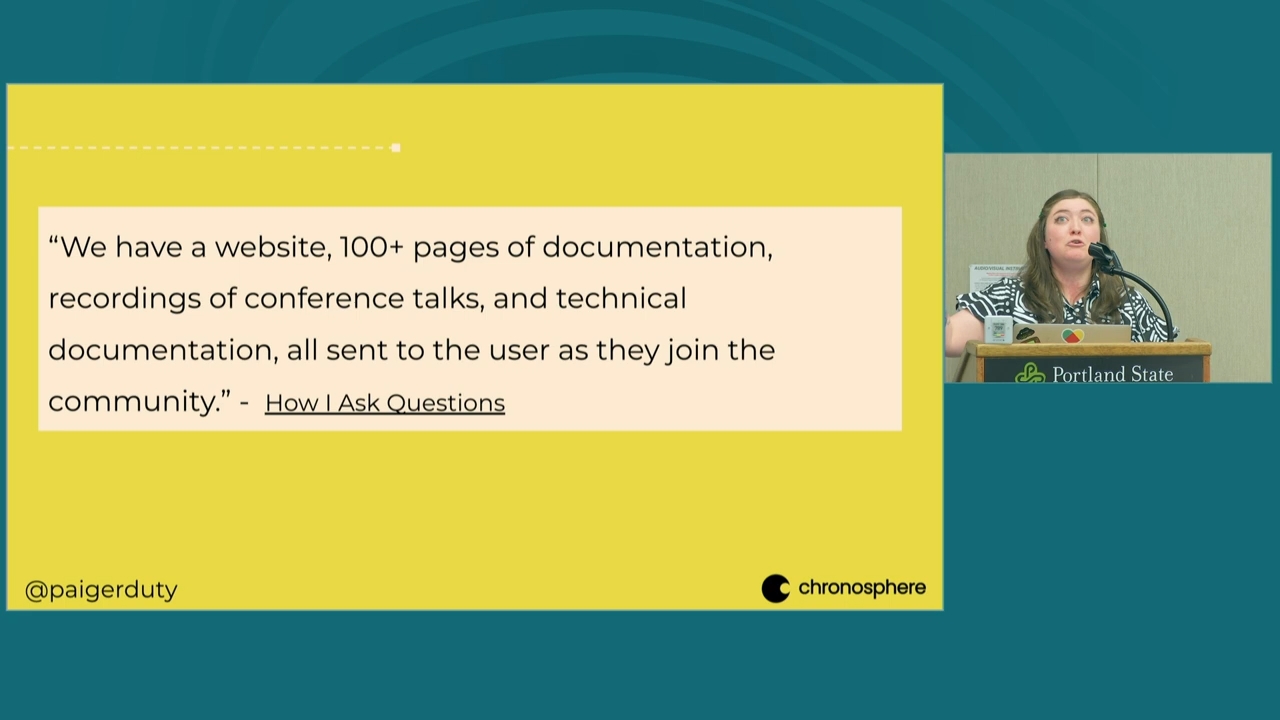 “We have a website, 100+ pages of documentation,
recordings of conference talks, and technical
documentation, all sent to the user as they join the
community.” - How I Ask Questions
@paigerduty
chronosphere
Portland State